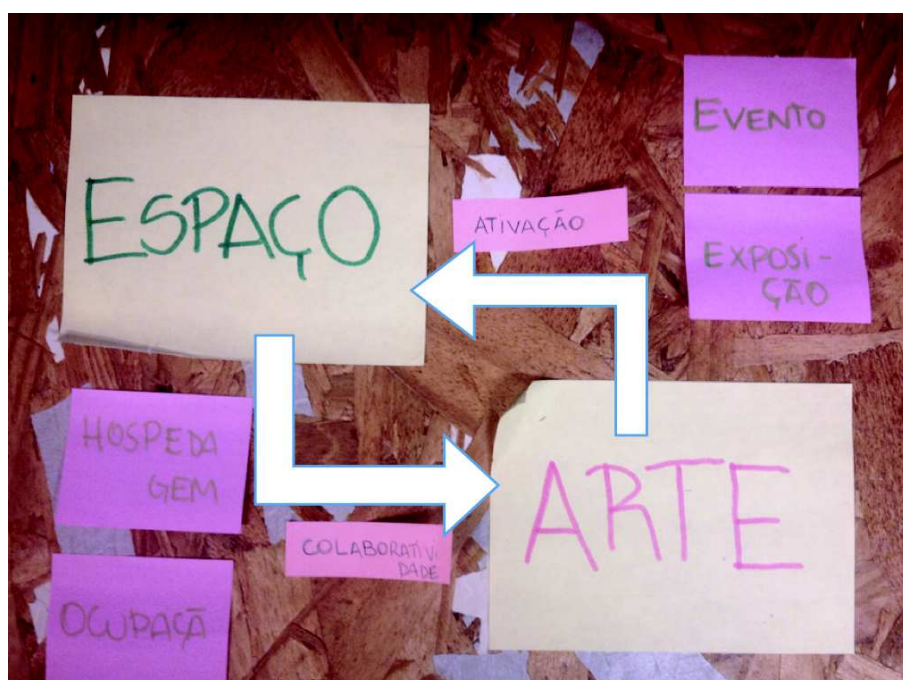 ESPAÇO
ATIVAÇÃO
EVENTO
EXPOSI-
ÇÃO
HOSPEDA
GEM
COLABORATIVI
DADE
OCUPAÇÃ
ARTE